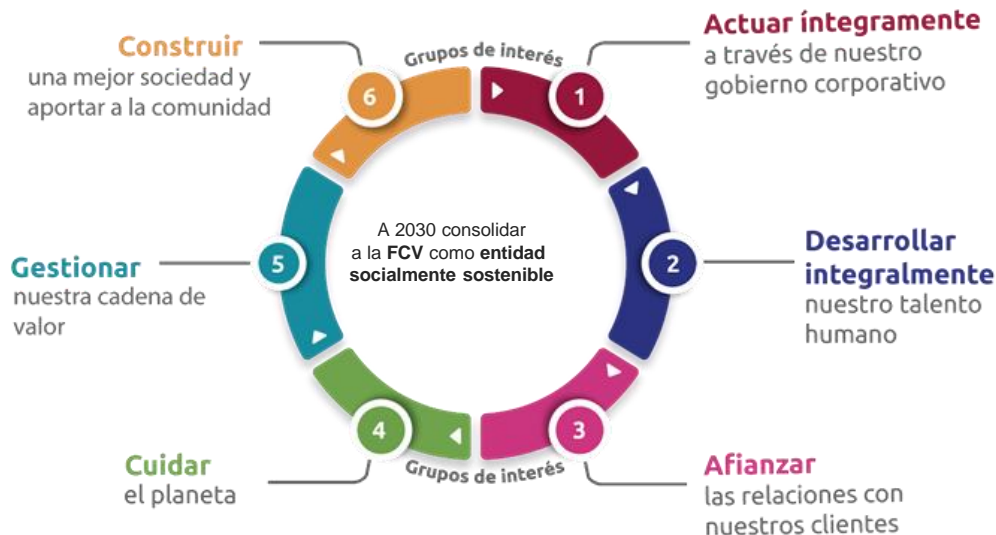 Grupos de interés
1
Actuar íntegramente
a través de nuestro
gobierno corporativo
2
Desarrollar
integralmente
nuestro talento
humano
3
Afianzar
las relaciones con
nuestros clientes
Grupos de interés
4
Cuidar
el planeta
5
Gestionar
nuestra cadena de
valor
6
Construir
una mejor sociedad y
aportar a la comunidad
A 2030 consolidar
a la FCV como entidad
socialmente sostenible